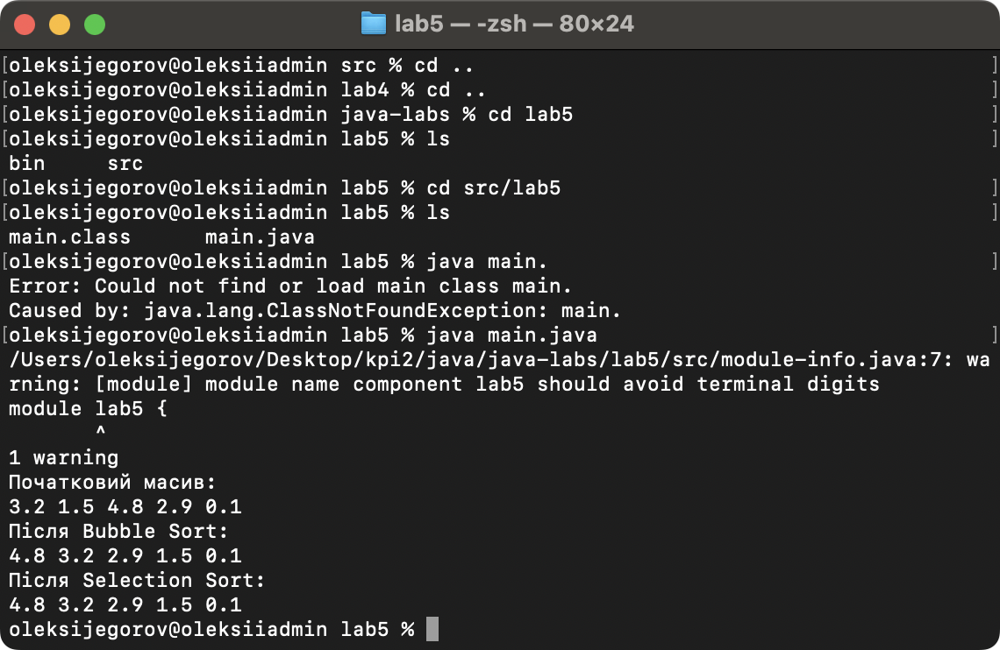 lab5 — -zsh — 80×24
[oleksijegorov@oleksiiadmin src % cd ..]
[oleksijegorov@oleksiiadmin lab4 % cd ..]
[oleksijegorov@oleksiiadmin java-labs % cd lab5]
[oleksijegorov@oleksiiadmin lab5 % ls]
bin     src
[oleksijegorov@oleksiiadmin lab5 % cd src/lab5]
[oleksijegorov@oleksiiadmin lab5 % ls]
main.class      main.java
[oleksijegorov@oleksiiadmin lab5 % java main.]
Error: Could not find or load main class main.
Caused by: java.lang.ClassNotFoundException: main.
[oleksijegorov@oleksiiadmin lab5 % java main.java]
/Users/oleksijegorov/Desktop/kpi2/java/java-labs/lab5/src/module-info.java:7: wa
rning: [module] module name component lab5 should avoid terminal digits
module lab5 {
       ^
1 warning
Початковий масив:
3.2 1.5 4.8 2.9 0.1
Після Bubble Sort:
4.8 3.2 2.9 1.5 0.1
Після Selection Sort:
4.8 3.2 2.9 1.5 0.1
oleksijegorov@oleksiiadmin lab5 %